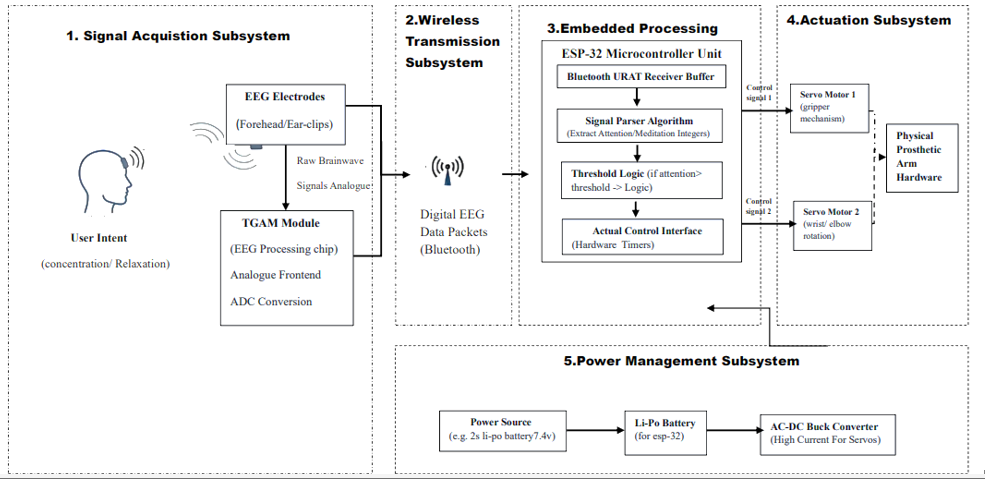 1. Signal Acquistion Subsystem
EEG Electrodes
(Forehead/Ear-clips)
Raw Brainwave
Signals Analogue
User Intent
(concentration/ Relaxation)
TGAM Module
(EEG Processing chip)
Analogue Frontend
ADC Conversion
2.Wireless
Transmission
Subsystem
Digital EEG
Data Packets
(Bluetooth)
3.Embedded Processing
ESP-32 Microcontroller Unit
Bluetooth URAT Receiver Buffer
Signal Parser Algorithm
(Extract Attention/Meditation Integers)
Threshold Logic (if attention>
threshold -> Logic)
Actual Control Interface
(Hardware Timers)
Control
signal 1
Control
signal 2
4.Actuation Subsystem
Servo Motor 1
(gripper
mechanism)
Servo Motor 2
(wrist/ elbow
rotation)
Physical
Prosthetic
Arm
Hardware
5.Power Management Subsystem
Power Source
(e.g. 2s li-po battery7.4v)
Li-Po Battery
(for esp-32)
AC-DC Buck Converter
(High Current For Servos)